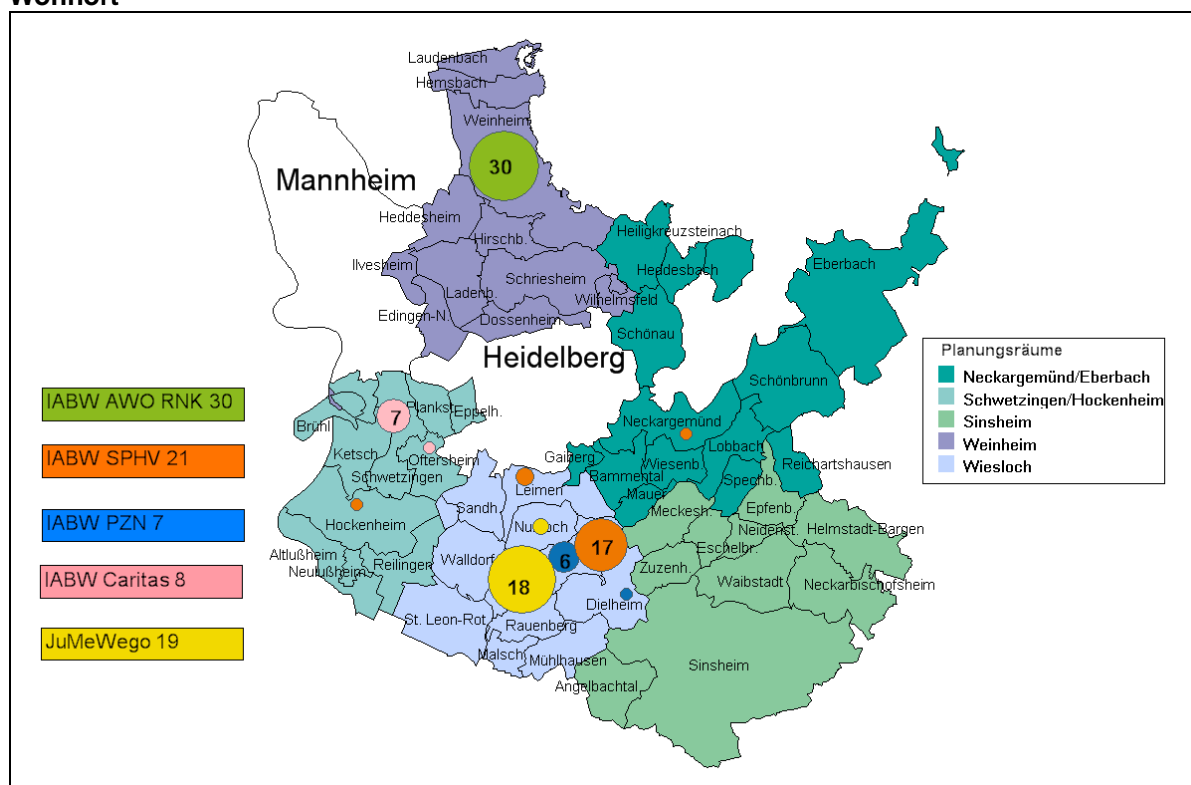 Wohnort
Laudenbach
Hemsbach
Weinheim
30
Mannheim
Heddesheim
Hirschb.
Heiligkreuzsteinach
Ilvesheim
Heddesbach
Eberbach
Schriesheim
Ladenb.
Wilhelmsfeld
Edingen-N.
Dossenheim
Schönau
Heidelberg
Planungsräume
Neckargemünd/Eberbach
Schwetzingen/Hockenheim
Sinsheim
Weinheim
Wiesloch
IABW AWO RNK 30
IABW SPHV 21
IABW PZN 7
IABW Caritas 8
JuMeWego 19
Schönbrunn
Plankst.
Eppelh.
7
Brühl
Neckargemünd
Lobbach
Ketsch
Oftersheim
Gaiberg
Wiesenb.
Reichartshausen
Schwetzingen
Bammental
Spechb.
Leimen
Mauer
Sandh.
Meckesh.
Epfenb.
Hockenheim
Nußloch
Neidenst.
Helmstadt-Bargen
17
Eschelbr.
Altlußheim
Walldorf
6
Reilingen
Zuzenh.
Neulußheim
18
Waibstadt
Neckarbischofsheim
Dielheim
St. Leon-Rot
Rauenberg
Malsch
Mühlhausen
Sinsheim
Angelbachtal